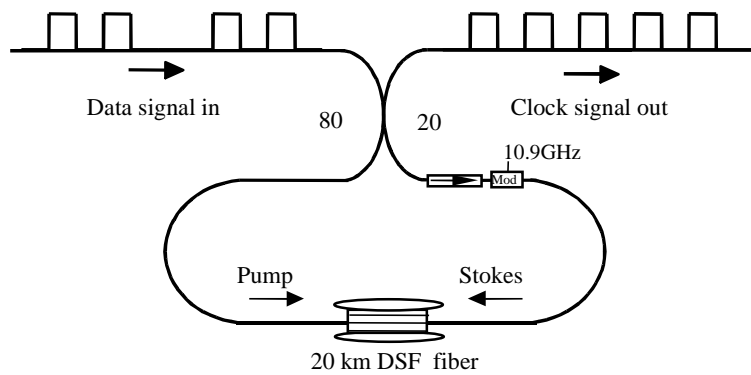 Data signal in
Clock signal out
80
20
10.9GHz
Mod
Pump
Stokes
20 km DSF fiber